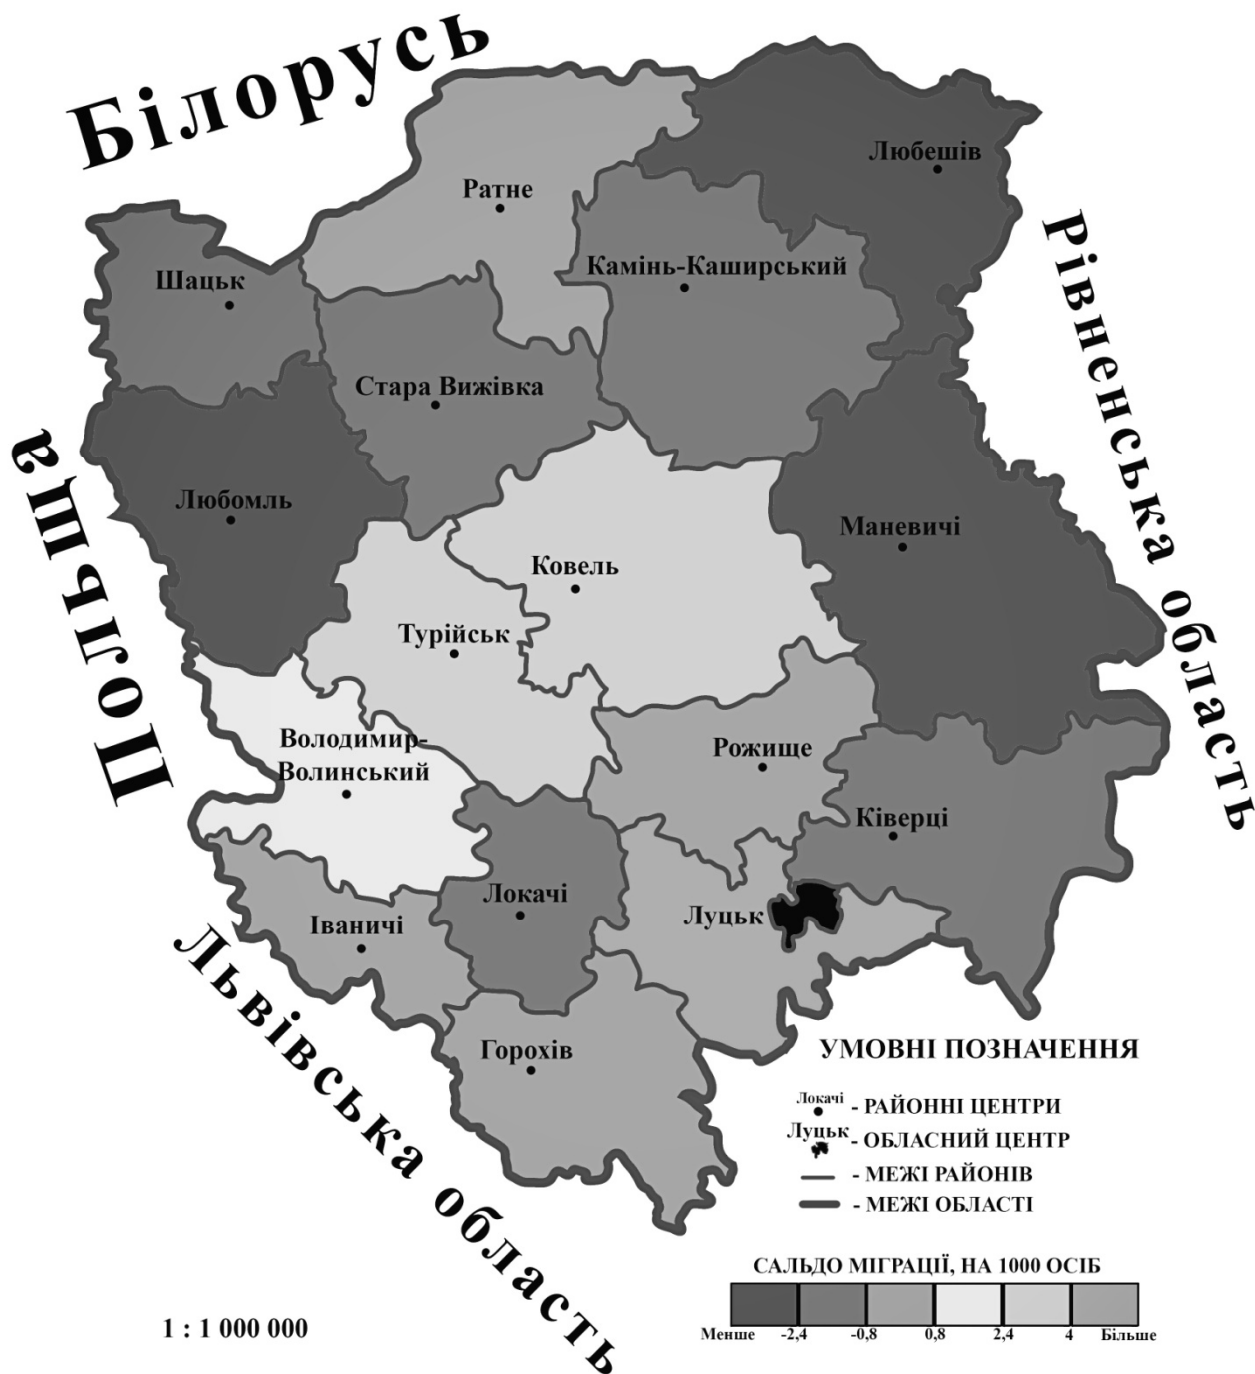 Білорусь
Любешів
Ратне
Камінь-Каширський
Шацьк
Рівненська область
Стара Вижівка
Польща
Любомль
Маневичі
Ковель
Турійськ
Володимир-
Волинський
Рожище
Ківерці
Локачі
Луцьк
Іваничі
Львівська область
Горохів
УМОВНІ ПОЗНАЧЕННЯ
Локачі - РАЙОННІ ЦЕНТРИ
Луцьк - ОБЛАСНИЙ ЦЕНТР
- МЕЖІ РАЙОНІВ
- МЕЖІ ОБЛАСТІ
САЛЬДО МІГРАЦІЇ, НА 1000 ОСІБ
Менше -2,4 -0,8 0,8 2,4 4 Більше
1 : 1 000 000